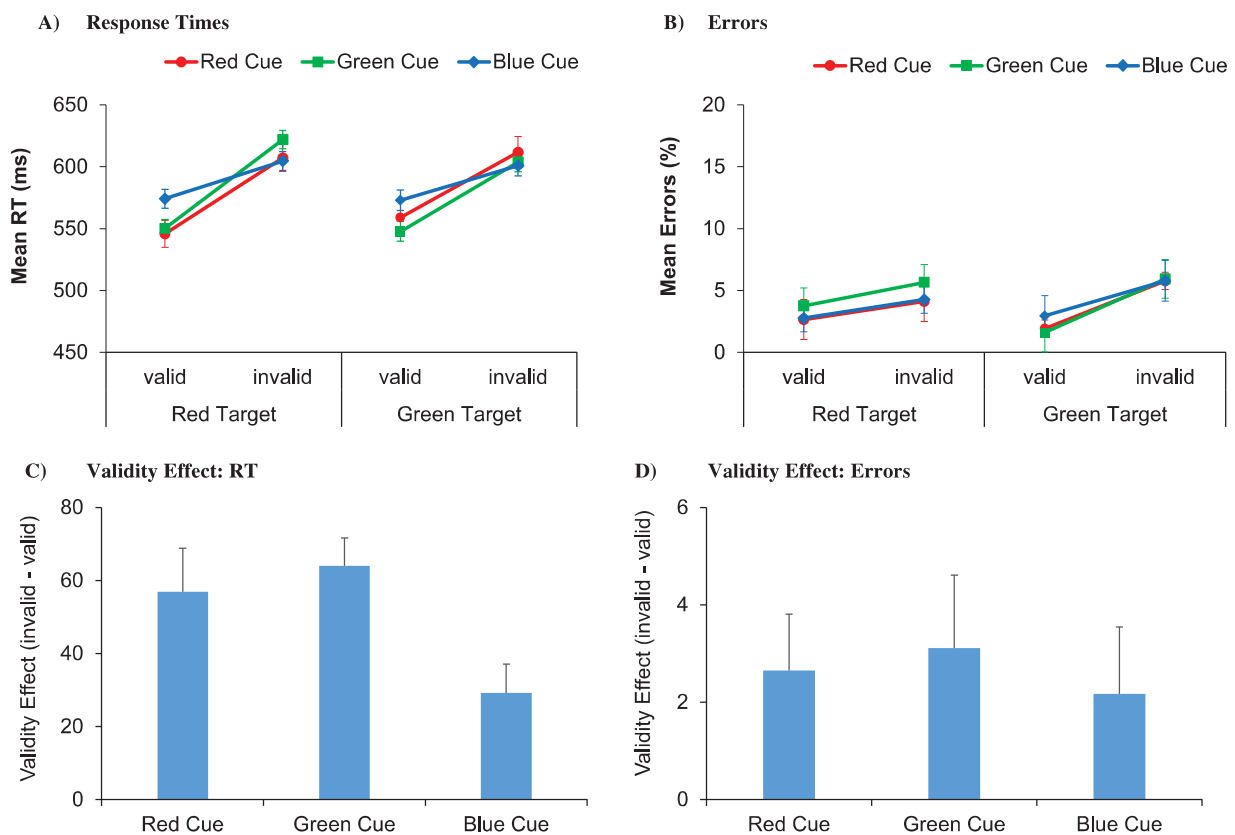 A) Response Times
Red Cue Green Cue Blue Cue
Mean RT (ms)
650
600
550
500
450
valid invalid valid invalid
Red Target Green Target
B) Errors
Red Cue Green Cue Blue Cue
Mean Errors (%)
20
15
10
5
0
valid invalid valid invalid
Red Target Green Target
C) Validity Effect: RT
Validity Effect (invalid - valid)
80
60
40
20
0
Red Cue Green Cue Blue Cue
D) Validity Effect: Errors
Validity Effect (invalid - valid)
6
4
2
0
Red Cue Green Cue Blue Cue